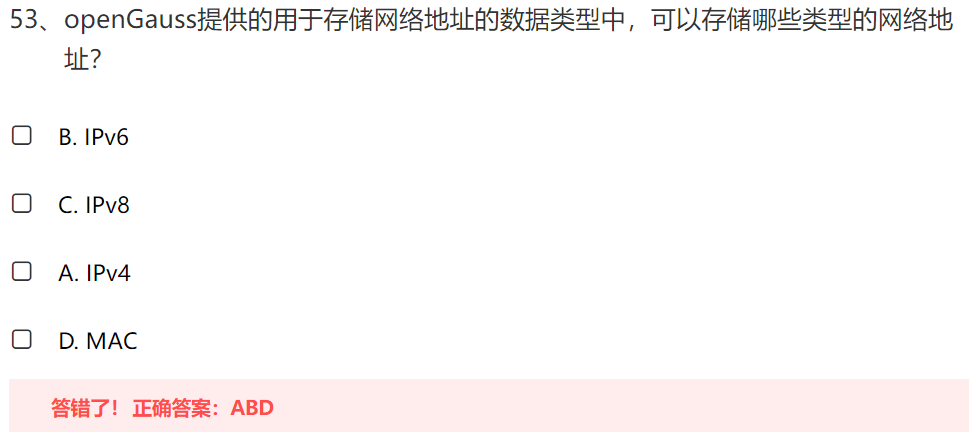 53、openGauss提供的用于存储网络地址的数据类型中，可以存储哪些类型的网络地
址？
B. IPv6
C. IPv8
A. IPv4
D. MAC
答错了！正确答案：ABD